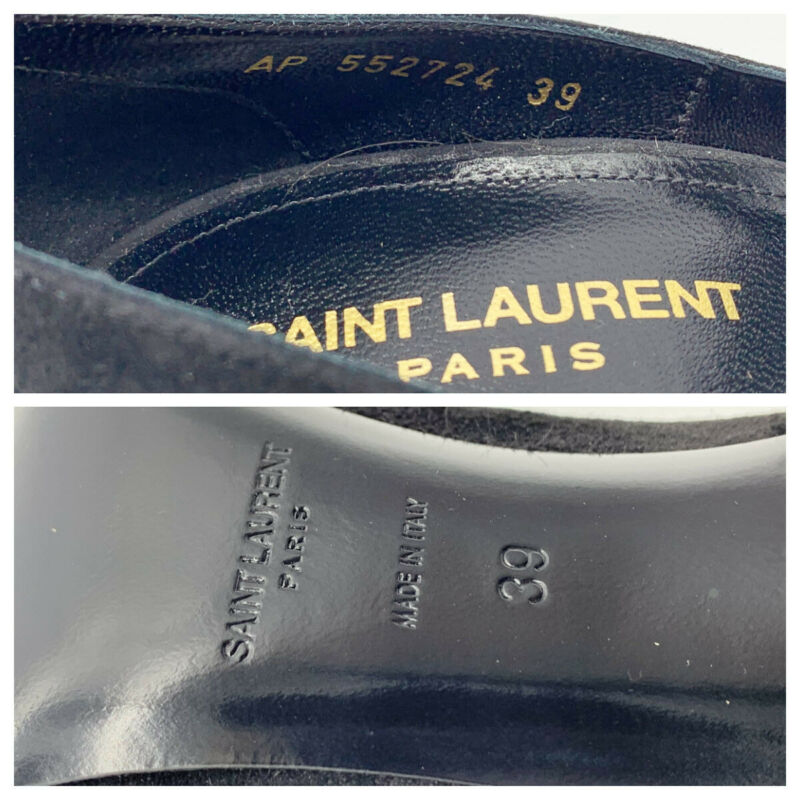 AP 552724 39
SAINT LAURENT
PARIS
SAINT LAURENT
PARIS
MADE IN ITALY
39